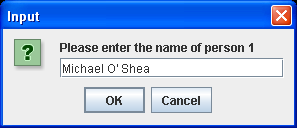 Input
?
Please enter the name of person 1
Michael O' Shea
OK Cancel